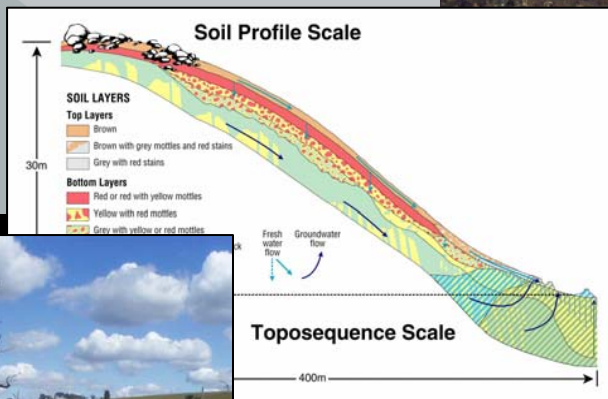 Soil Profile Scale
30m
SOIL LAYERS
Top Layers
Brown
Brown with grey mottles and red stains
Grey with red stains
Bottom Layers
Red or red with yellow mottles
Yellow with red mottles
Grey with yellow or red mottles
ck
Fresh
water
flow
Groundwater
flow
Toposequence Scale
400m